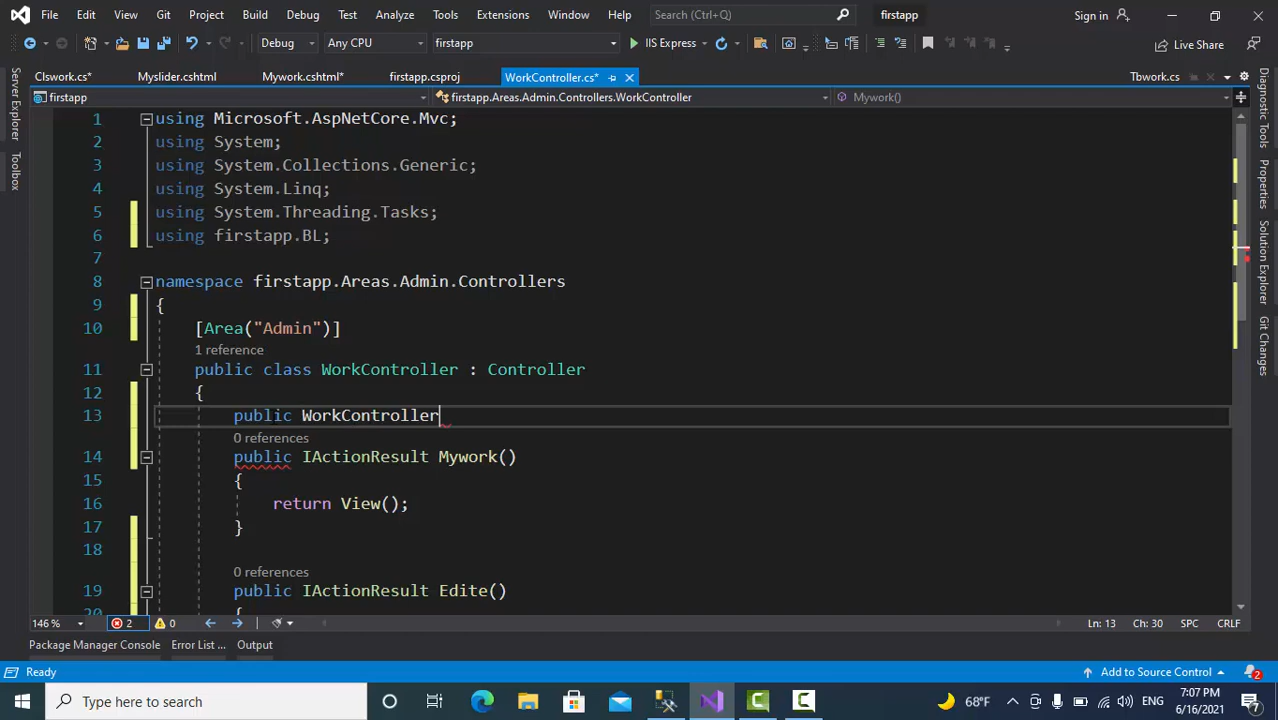 File Edit View Git Project Build Debug Test Analyze Tools Extensions Window Help Search (Ctrl+Q) firstapp Sign in
Debug Any CPU firstapp IIS Express Live Share
Clswork.cs* Myslider.cshtml Mywork.cshtml* firstapp.csproj WorkController.cs* Tbwork.cs
firstapp firstapp.Areas.Admin.Controllers.WorkController Mywork()
Server Explorer
Toolbox
1 using Microsoft.AspNetCore.Mvc;
2 using System;
3 using System.Collections.Generic;
4 using System.Linq;
5 using System.Threading.Tasks;
6 using firstapp.BL;
7
8 namespace firstapp.Areas.Admin.Controllers
9 {
10 [Area("Admin")]
1 reference
11 public class WorkController : Controller
12 {
13 public WorkController
0 references
14 public IActionResult Mywork()
15 {
16 return View();
17 }
18
0 references
19 public IActionResult Edite()
20 {
Diagnostic Tools
Properties
Solution Explorer
Git Changes
146 % 2 0 Ln: 13 Ch: 30 SPC CRLF
Package Manager Console Error List ... Output
Ready Add to Source Control 2
Type here to search 68°F ENG 7:07 PM 6/16/2021 7